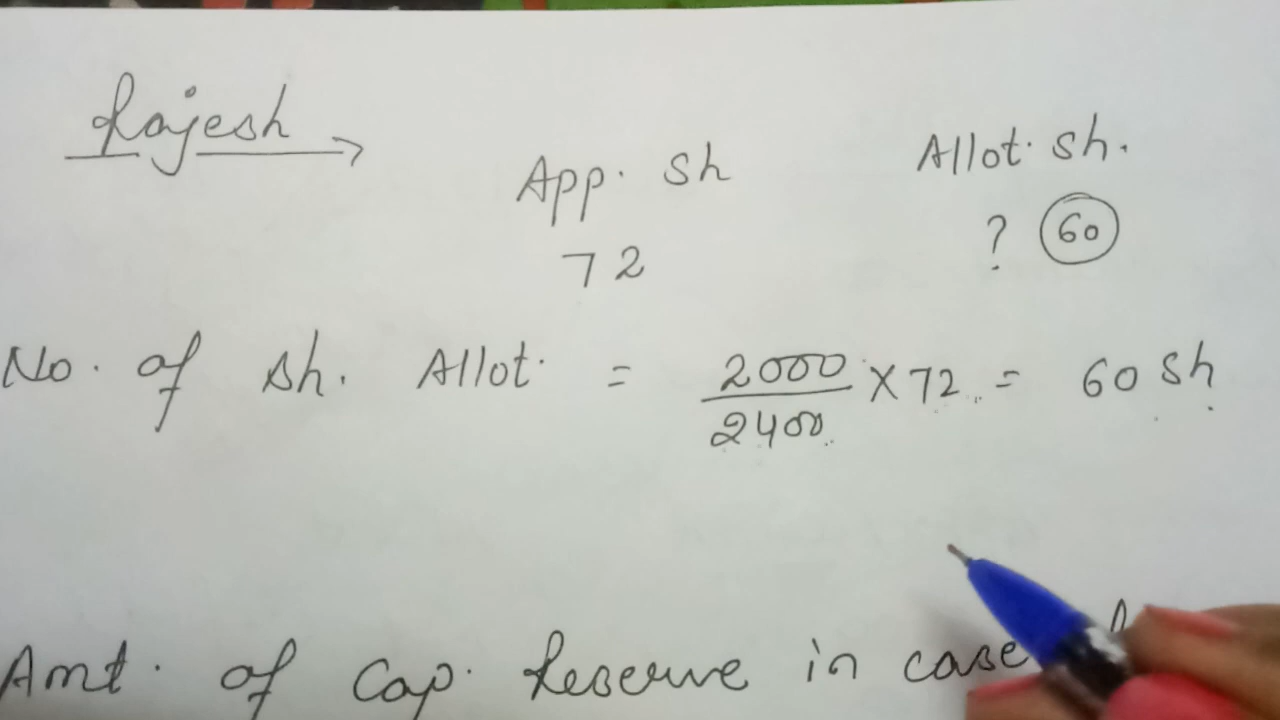 Rajesh →
App. Sh Allot. Sh.
72 ? 60
No. of Sh. Allot. = 2000/2400 X 72 = 60 Sh
Amt. of Cap. Reserve in case